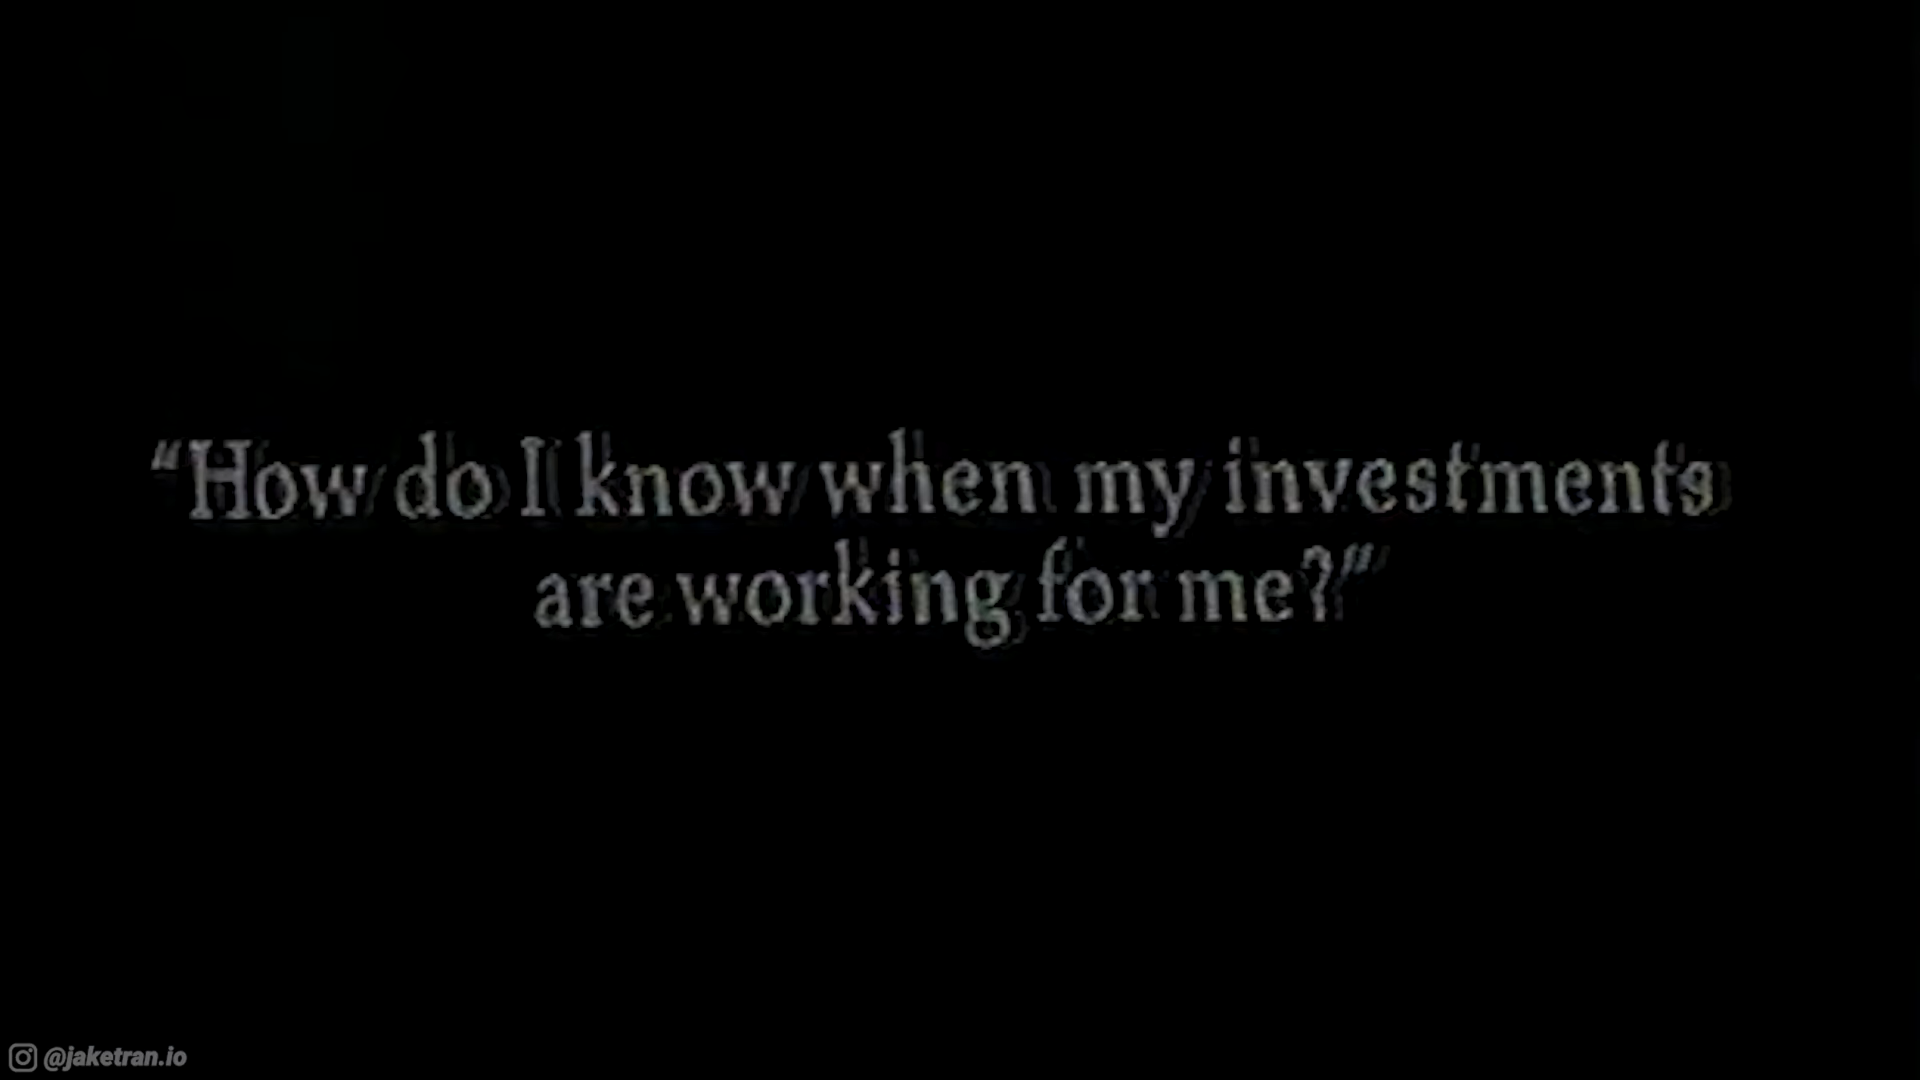 “How do I know when my investments
are working for me?”
@jaketran.io